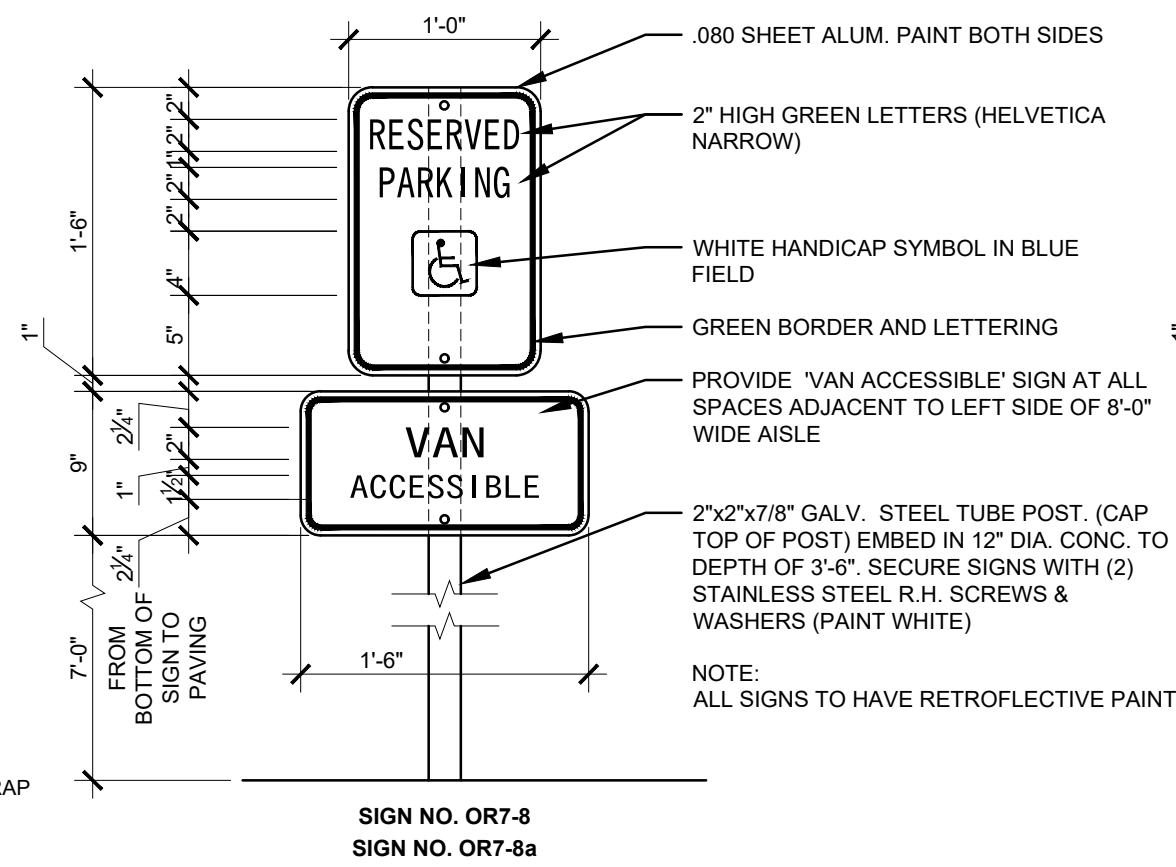 1'-0"
.080 SHEET ALUM. PAINT BOTH SIDES
2" HIGH GREEN LETTERS (HELVETICA
NARROW)
WHITE HANDICAP SYMBOL IN BLUE
FIELD
GREEN BORDER AND LETTERING
PROVIDE 'VAN ACCESSIBLE' SIGN AT ALL
SPACES ADJACENT TO LEFT SIDE OF 8'-0"
WIDE AISLE
2"x2"x7/8" GALV. STEEL TUBE POST. (CAP
TOP OF POST) EMBED IN 12" DIA. CONC. TO
DEPTH OF 3'-6". SECURE SIGNS WITH (2)
STAINLESS STEEL R.H. SCREWS &
WASHERS (PAINT WHITE)
NOTE:
ALL SIGNS TO HAVE RETROFLECTIVE PAINT
RESERVED
PARKING
VAN
ACCESSIBLE
1'-6"
2"
2"
1"
2"
2"
4"
5"
1"
9"
2¼"
2"
1"
1½"
2¼"
7'-0"
FROM
BOTTOM OF
SIGN TO
PAVING
1'-6"
RAP
SIGN NO. OR7-8
SIGN NO. OR7-8a